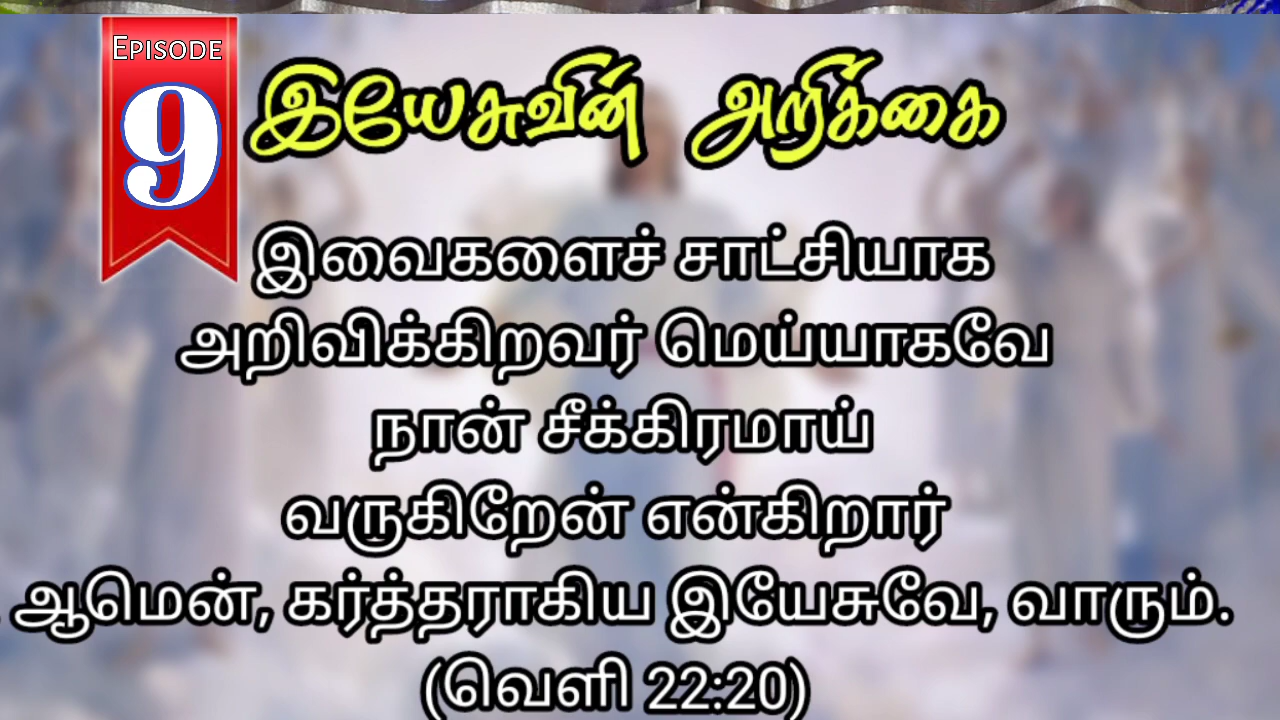 EPISODE
9
இயேசுவின் அறிக்கை
இவைகளைச் சாட்சியாக
அறிவிக்கிறவர் மெய்யாகவே
நான் சீக்கிரமாய்
வருகிறேன் என்கிறார்
ஆமென், கர்த்தராகிய இயேசுவே, வாரும்.
(வெளி 22:20)